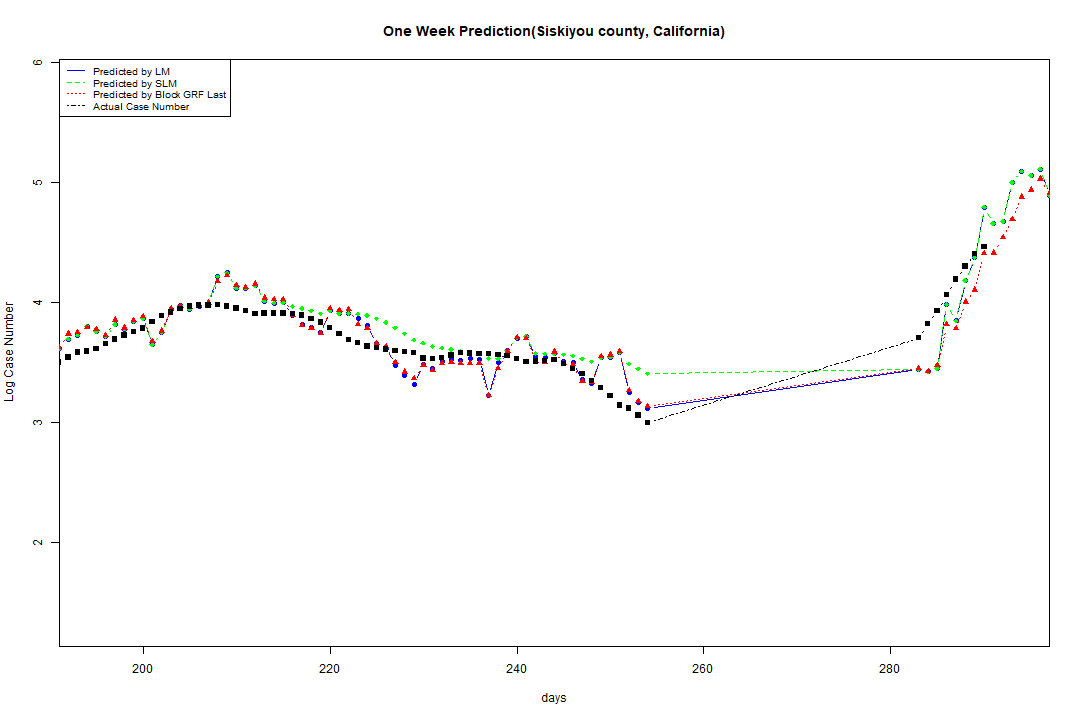 One Week Prediction(Siskiyou county, California)
Predicted by LM
Predicted by SLM
Predicted by Block GRF Last
Actual Case Number
6
5
4
3
2
Log Case Number
200 220 240 260 280
days